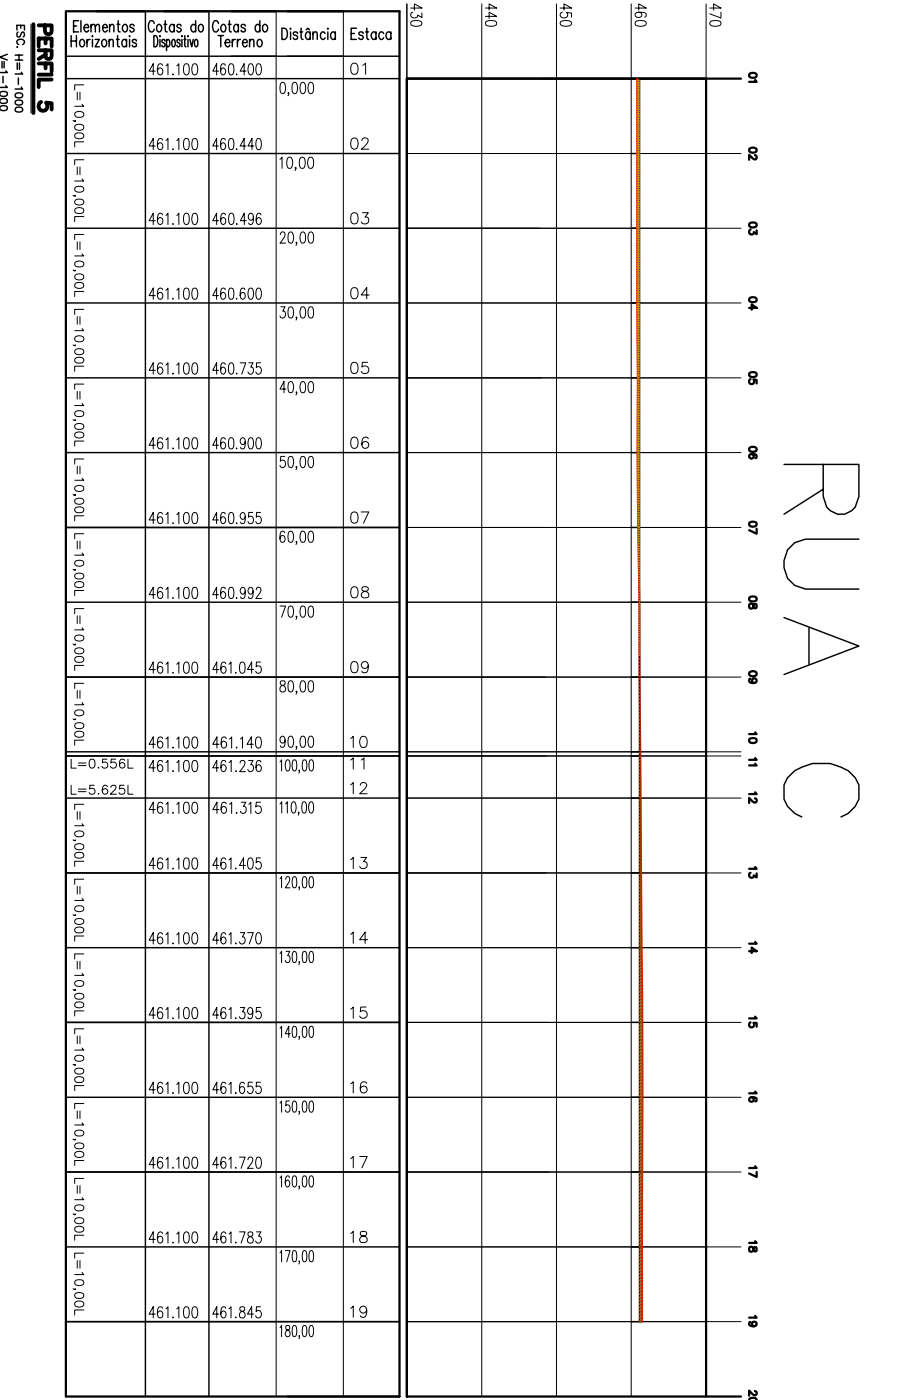 RUA C
PERFIL 5
ESC. H=1-1000
V=1-1000
430 440 450 460 470
Elementos Horizontais Cotas do Dispositivo Cotas do Terreno Distância Estaca
461.100 460.400 01 01
L=10,00L 0,000
461.100 460.440 02 02
L=10,00L 10,00
461.100 460.496 03 03
L=10,00L 20,00
461.100 460.600 04 04
L=10,00L 30,00
461.100 460.735 05 05
L=10,00L 40,00
461.100 460.900 06 06
L=10,00L 50,00
461.100 460.955 07 07
L=10,00L 60,00
461.100 460.992 08 08
L=10,00L 70,00
461.100 461.045 09 09
L=10,00L 80,00
461.100 461.140 90,00 10 10
L=0.556L 461.100 461.236 100,00 11 11
L=5.625L 12 12
461.100 461.315 110,00
L=10,00L
461.100 461.405 13 13
L=10,00L 120,00
461.100 461.370 14 14
L=10,00L 130,00
461.100 461.395 15 15
L=10,00L 140,00
461.100 461.655 16 16
L=10,00L 150,00
461.100 461.720 17 17
L=10,00L 160,00
461.100 461.783 18 18
L=10,00L 170,00
461.100 461.845 19 19
180,00
20